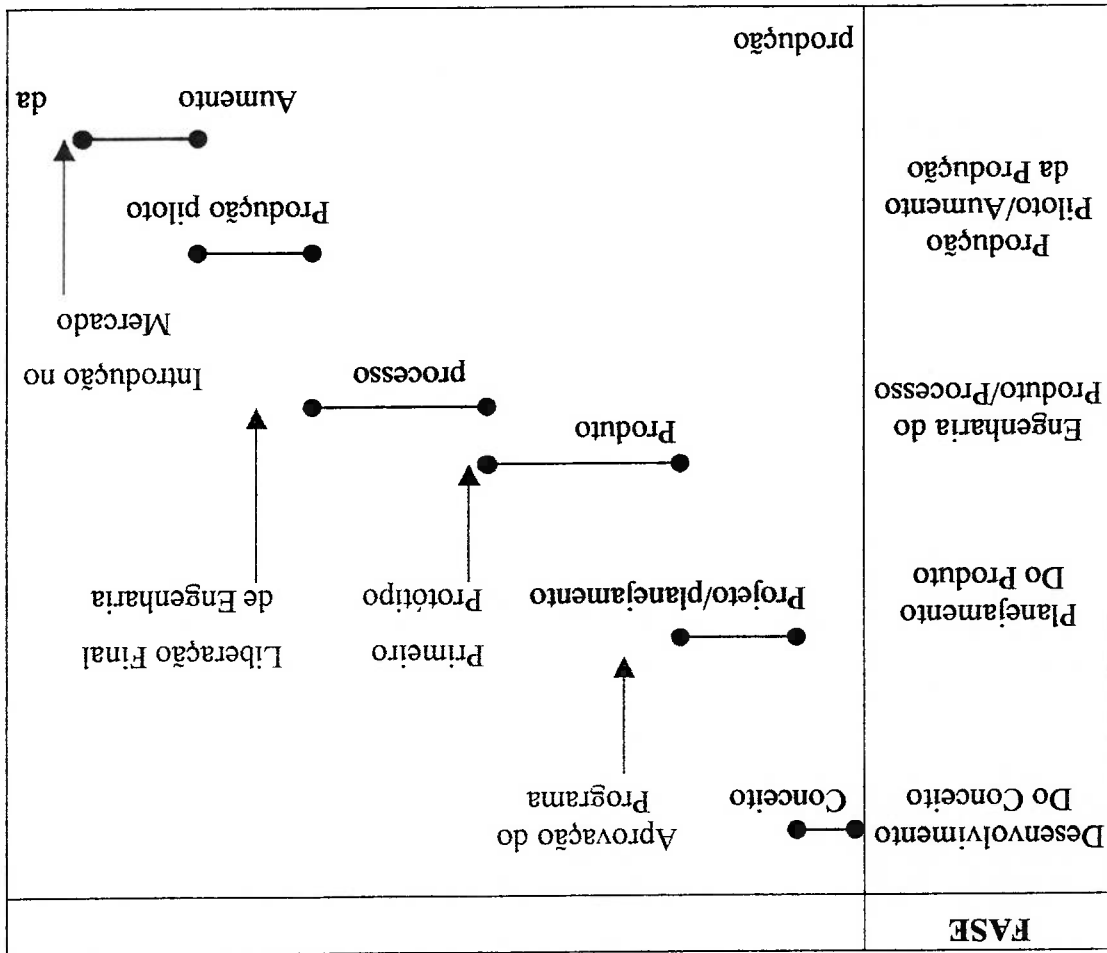 FASE
Desenvolvimento
Do Conceito
Conceito
Aprovação do
Programa
Planejamento
Do Produto
Projeto/planejamento
Primeiro
Protótipo
Liberação Final
de Engenharia
Engenharia do
Produto/Processo
Produto
processo
Introdução no
Mercado
Produção
Piloto/Aumento
da Produção
Produção piloto
Aumento da
produção